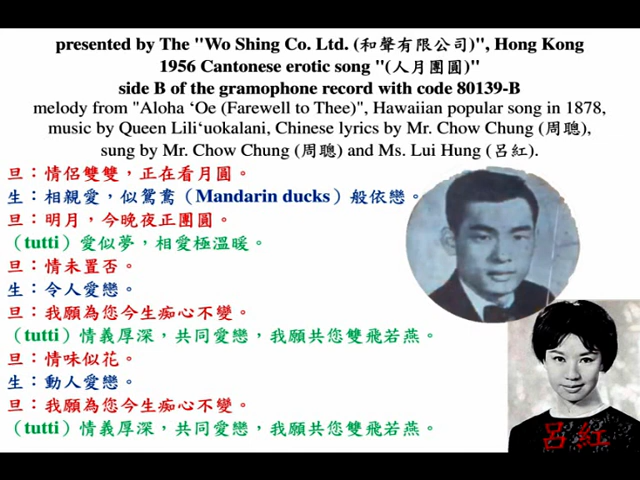 presented by The "Wo Shing Co. Ltd. (和聲有限公司)", Hong Kong
1956 Cantonese erotic song "(人月團圓)"
side B of the gramophone record with code 80139-B
melody from "Aloha ‘Oe (Farewell to Thee)", Hawaiian popular song in 1878,
music by Queen Lili‘uokalani, Chinese lyrics by Mr. Chow Chung (周聰),
sung by Mr. Chow Chung (周聰) and Ms. Lui Hung (呂紅).
旦：情侶雙雙，正在看月圓。
生：相親愛，似鴛鴦（Mandarin ducks）般依戀。
旦：明月，今晚夜正團圓。
（tutti）愛似夢，相愛極溫暖。
旦：情未置否。
生：令人愛戀。
旦：我願為您今生痴心不變。
（tutti）情義厚深，共同愛戀，我願共您雙飛若燕。
旦：情味似花。
生：動人愛戀。
旦：我願為您今生痴心不變。
（tutti）情義厚深，共同愛戀，我願共您雙飛若燕。
呂紅